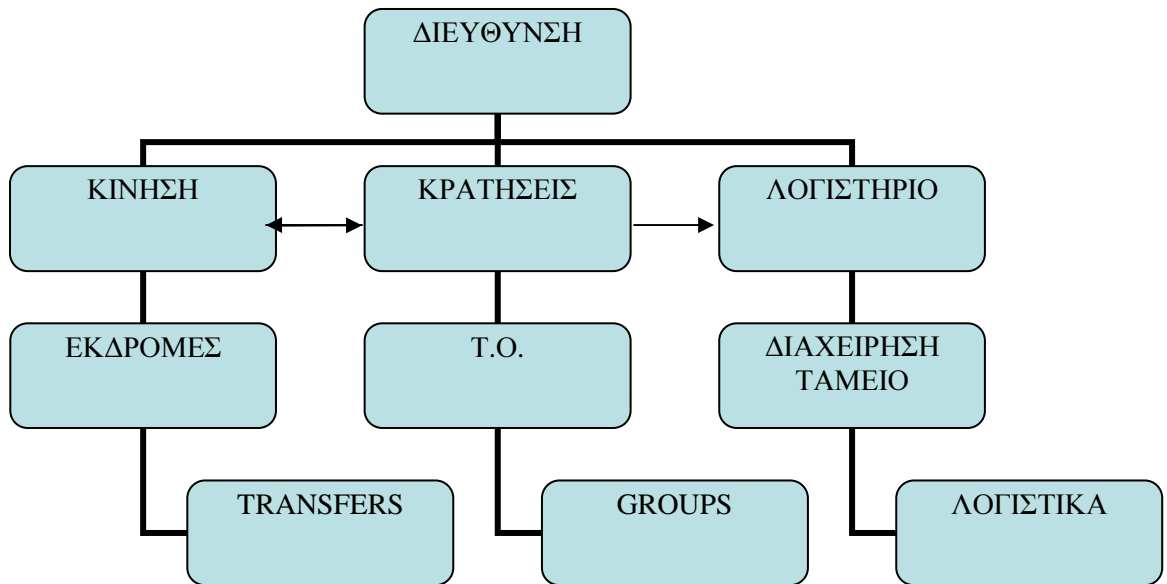 ΔΙΕΥΘΥΝΣΗ
ΚΙΝΗΣΗ
ΚΡΑΤΗΣΕΙΣ
ΛΟΓΙΣΤΗΡΙΟ
ΕΚΔΡΟΜΕΣ
Τ.Ο.
ΔΙΑΧΕΙΡΗΣΗ
ΤΑΜΕΙΟ
TRANSFERS
GROUPS
ΛΟΓΙΣΤΙΚΑ